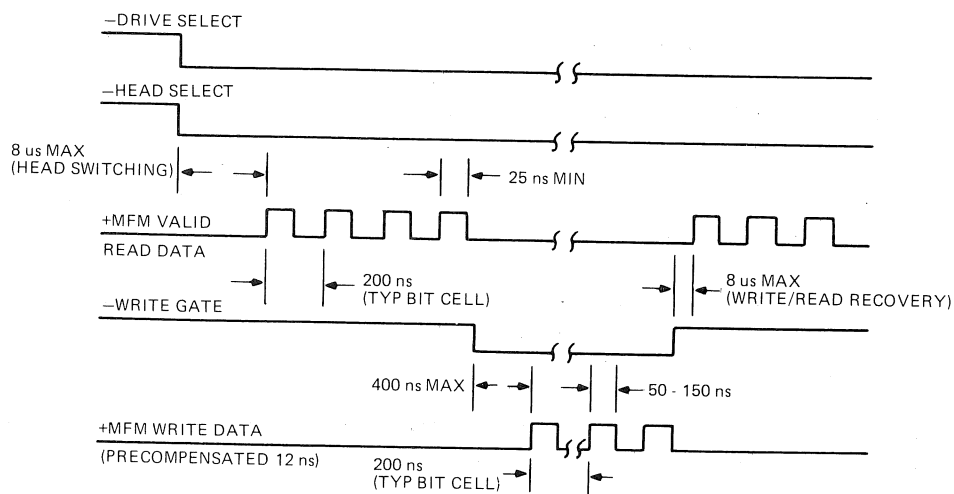 −DRIVE SELECT
−HEAD SELECT
8 us MAX
(HEAD SWITCHING)
25 ns MIN
+MFM VALID
READ DATA
200 ns
(TYP BIT CELL)
8 us MAX
(WRITE/READ RECOVERY)
−WRITE GATE
400 ns MAX
50 - 150 ns
+MFM WRITE DATA
(PRECOMPENSATED 12 ns)
200 ns
(TYP BIT CELL)